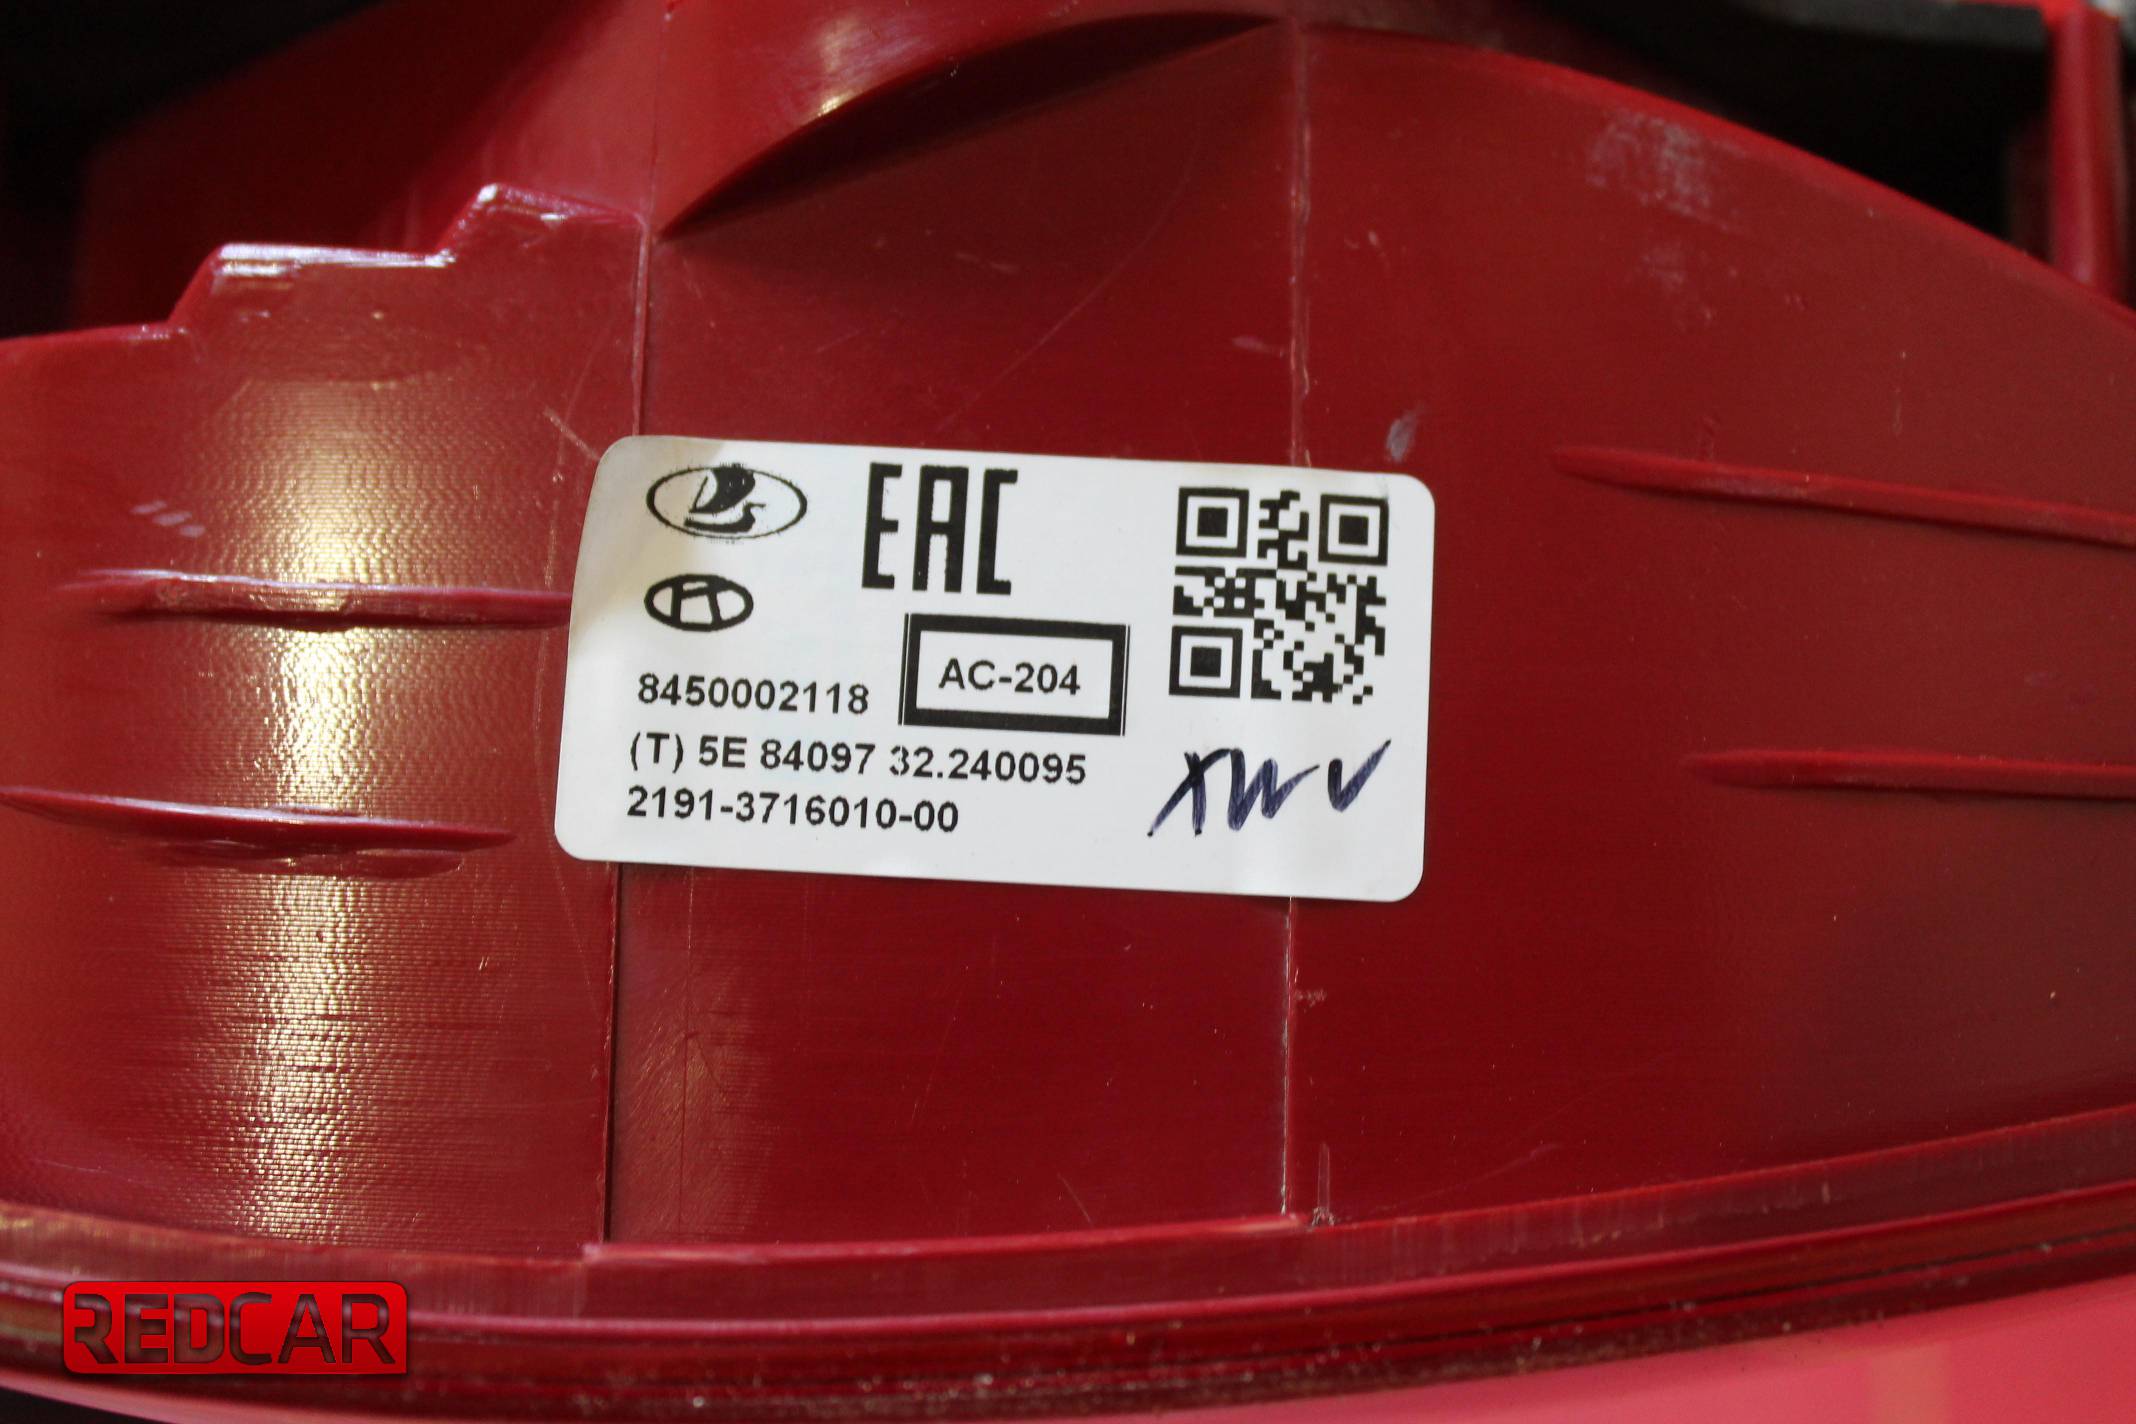 EAC
AC-204
8450002118
(T) 5E 84097 32.240095
2191-3716010-00
REDCAR